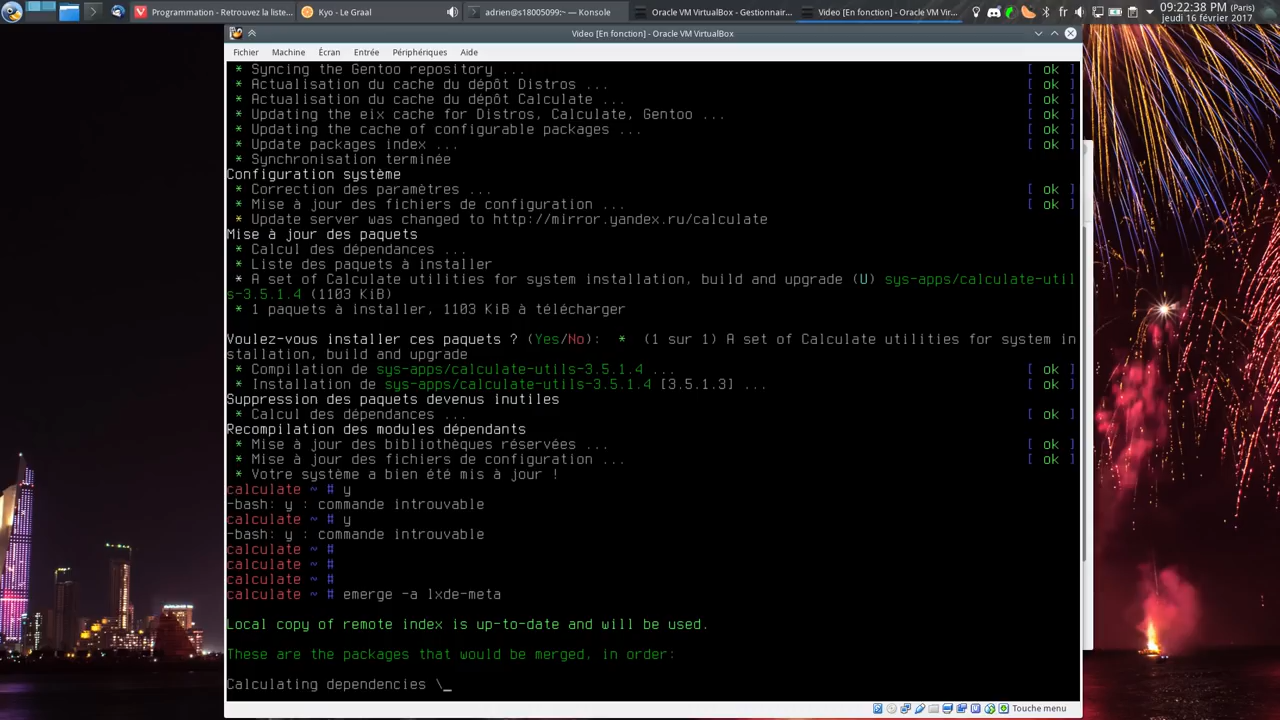 Programmation - Retrouvez la liste...
Kyo - Le Graal
adrien@s18005099:~ — Konsole
Oracle VM VirtualBox - Gestionnair...
Video [En fonction] - Oracle VM Vir...
fr
09:22:38 PM (Paris)
jeudi 16 février 2017
Video [En fonction] - Oracle VM VirtualBox
Fichier Machine Écran Entrée Périphériques Aide
* Syncing the Gentoo repository ... [ ok ]
* Actualisation du cache du dépôt Distros ... [ ok ]
* Actualisation du cache du dépôt Calculate ... [ ok ]
* Updating the eix cache for Distros, Calculate, Gentoo ... [ ok ]
* Updating the cache of configurable packages ... [ ok ]
* Update packages index ... [ ok ]
* Synchronisation terminée
Configuration système
* Correction des paramètres ... [ ok ]
* Mise à jour des fichiers de configuration ... [ ok ]
* Update server was changed to http://mirror.yandex.ru/calculate
Mise à jour des paquets
* Calcul des dépendances ...
* Liste des paquets à installer
* A set of Calculate utilities for system installation, build and upgrade (U) sys-apps/calculate-util
s-3.5.1.4 (1103 KiB)
* 1 paquets à installer, 1103 KiB à télécharger
Voulez-vous installer ces paquets ? (Yes/No):  * (1 sur 1) A set of Calculate utilities for system in
stallation, build and upgrade
* Compilation de sys-apps/calculate-utils-3.5.1.4 ... [ ok ]
* Installation de sys-apps/calculate-utils-3.5.1.4 [3.5.1.3] ... [ ok ]
Suppression des paquets devenus inutiles
* Calcul des dépendances ... [ ok ]
Recompilation des modules dépendants
* Mise à jour des bibliothèques réservées ... [ ok ]
* Mise à jour des fichiers de configuration ... [ ok ]
* Votre système a bien été mis à jour !
calculate ~ # y
-bash: y : commande introuvable
calculate ~ # y
-bash: y : commande introuvable
calculate ~ #
calculate ~ #
calculate ~ #
calculate ~ # emerge -a lxde-meta
Local copy of remote index is up-to-date and will be used.
These are the packages that would be merged, in order:
Calculating dependencies \_
Touche menu